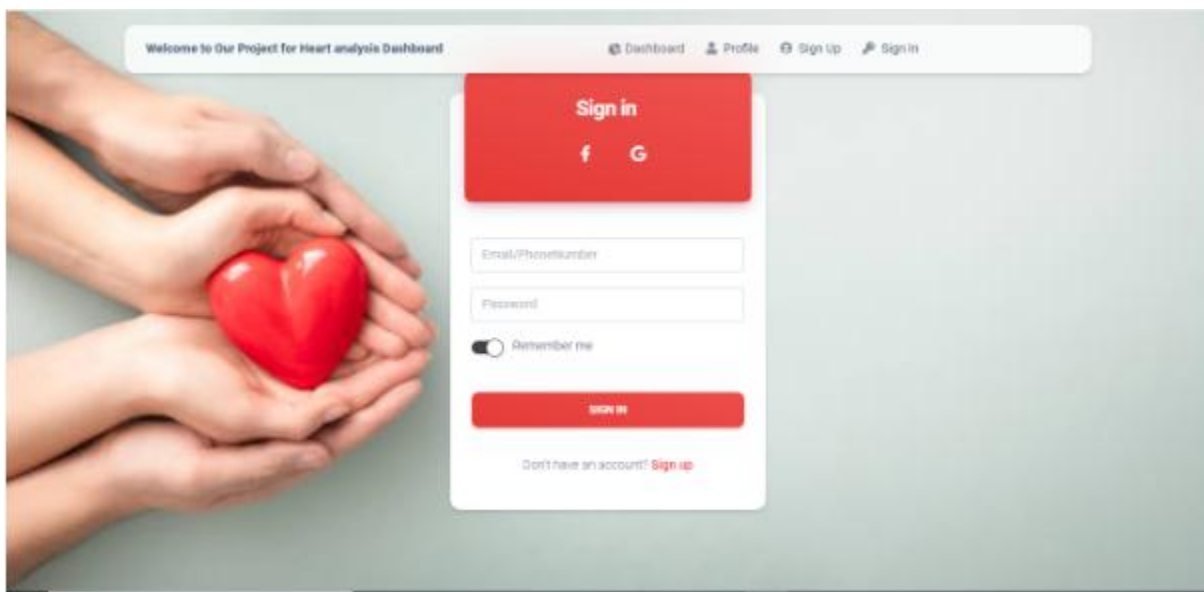 Welcome to Our Project for Heart analysis Dashboard
Dashboard
Profile
Sign Up
Sign In
Sign in
Email/PhoneNumber
Password
Remember me
SIGN IN
Don't have an account? Sign up